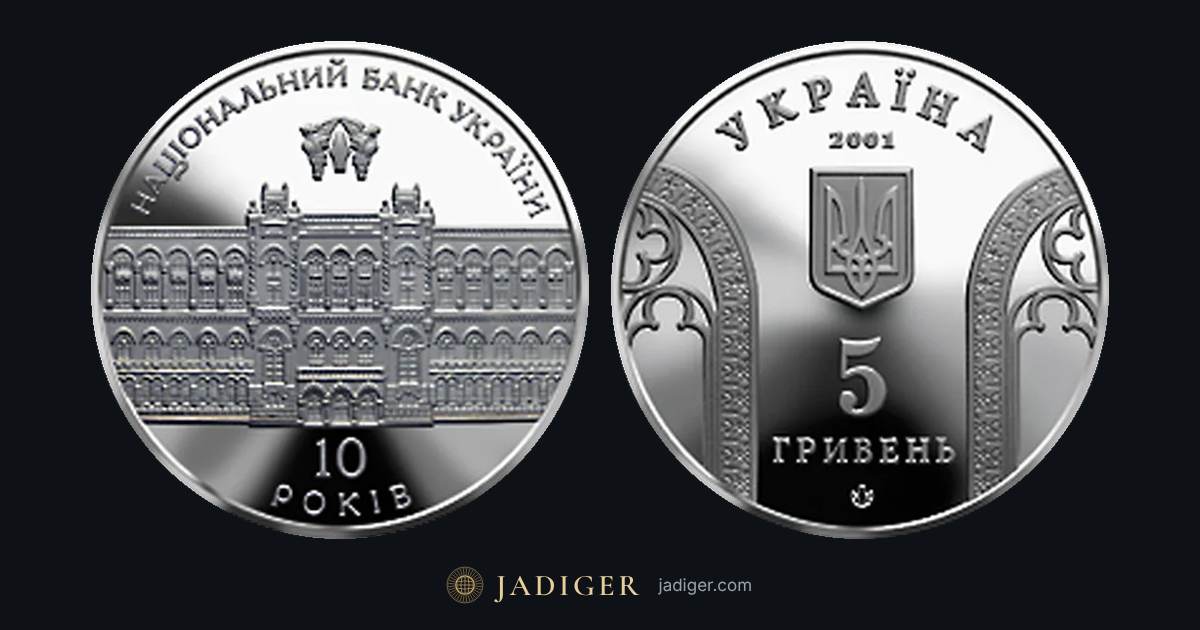 НАЦІОНАЛЬНИЙ БАНК УКРАЇНИ
10
РОКІВ
УКРАЇНА
2001
5
ГРИВЕНЬ
JADIGER jadiger.com